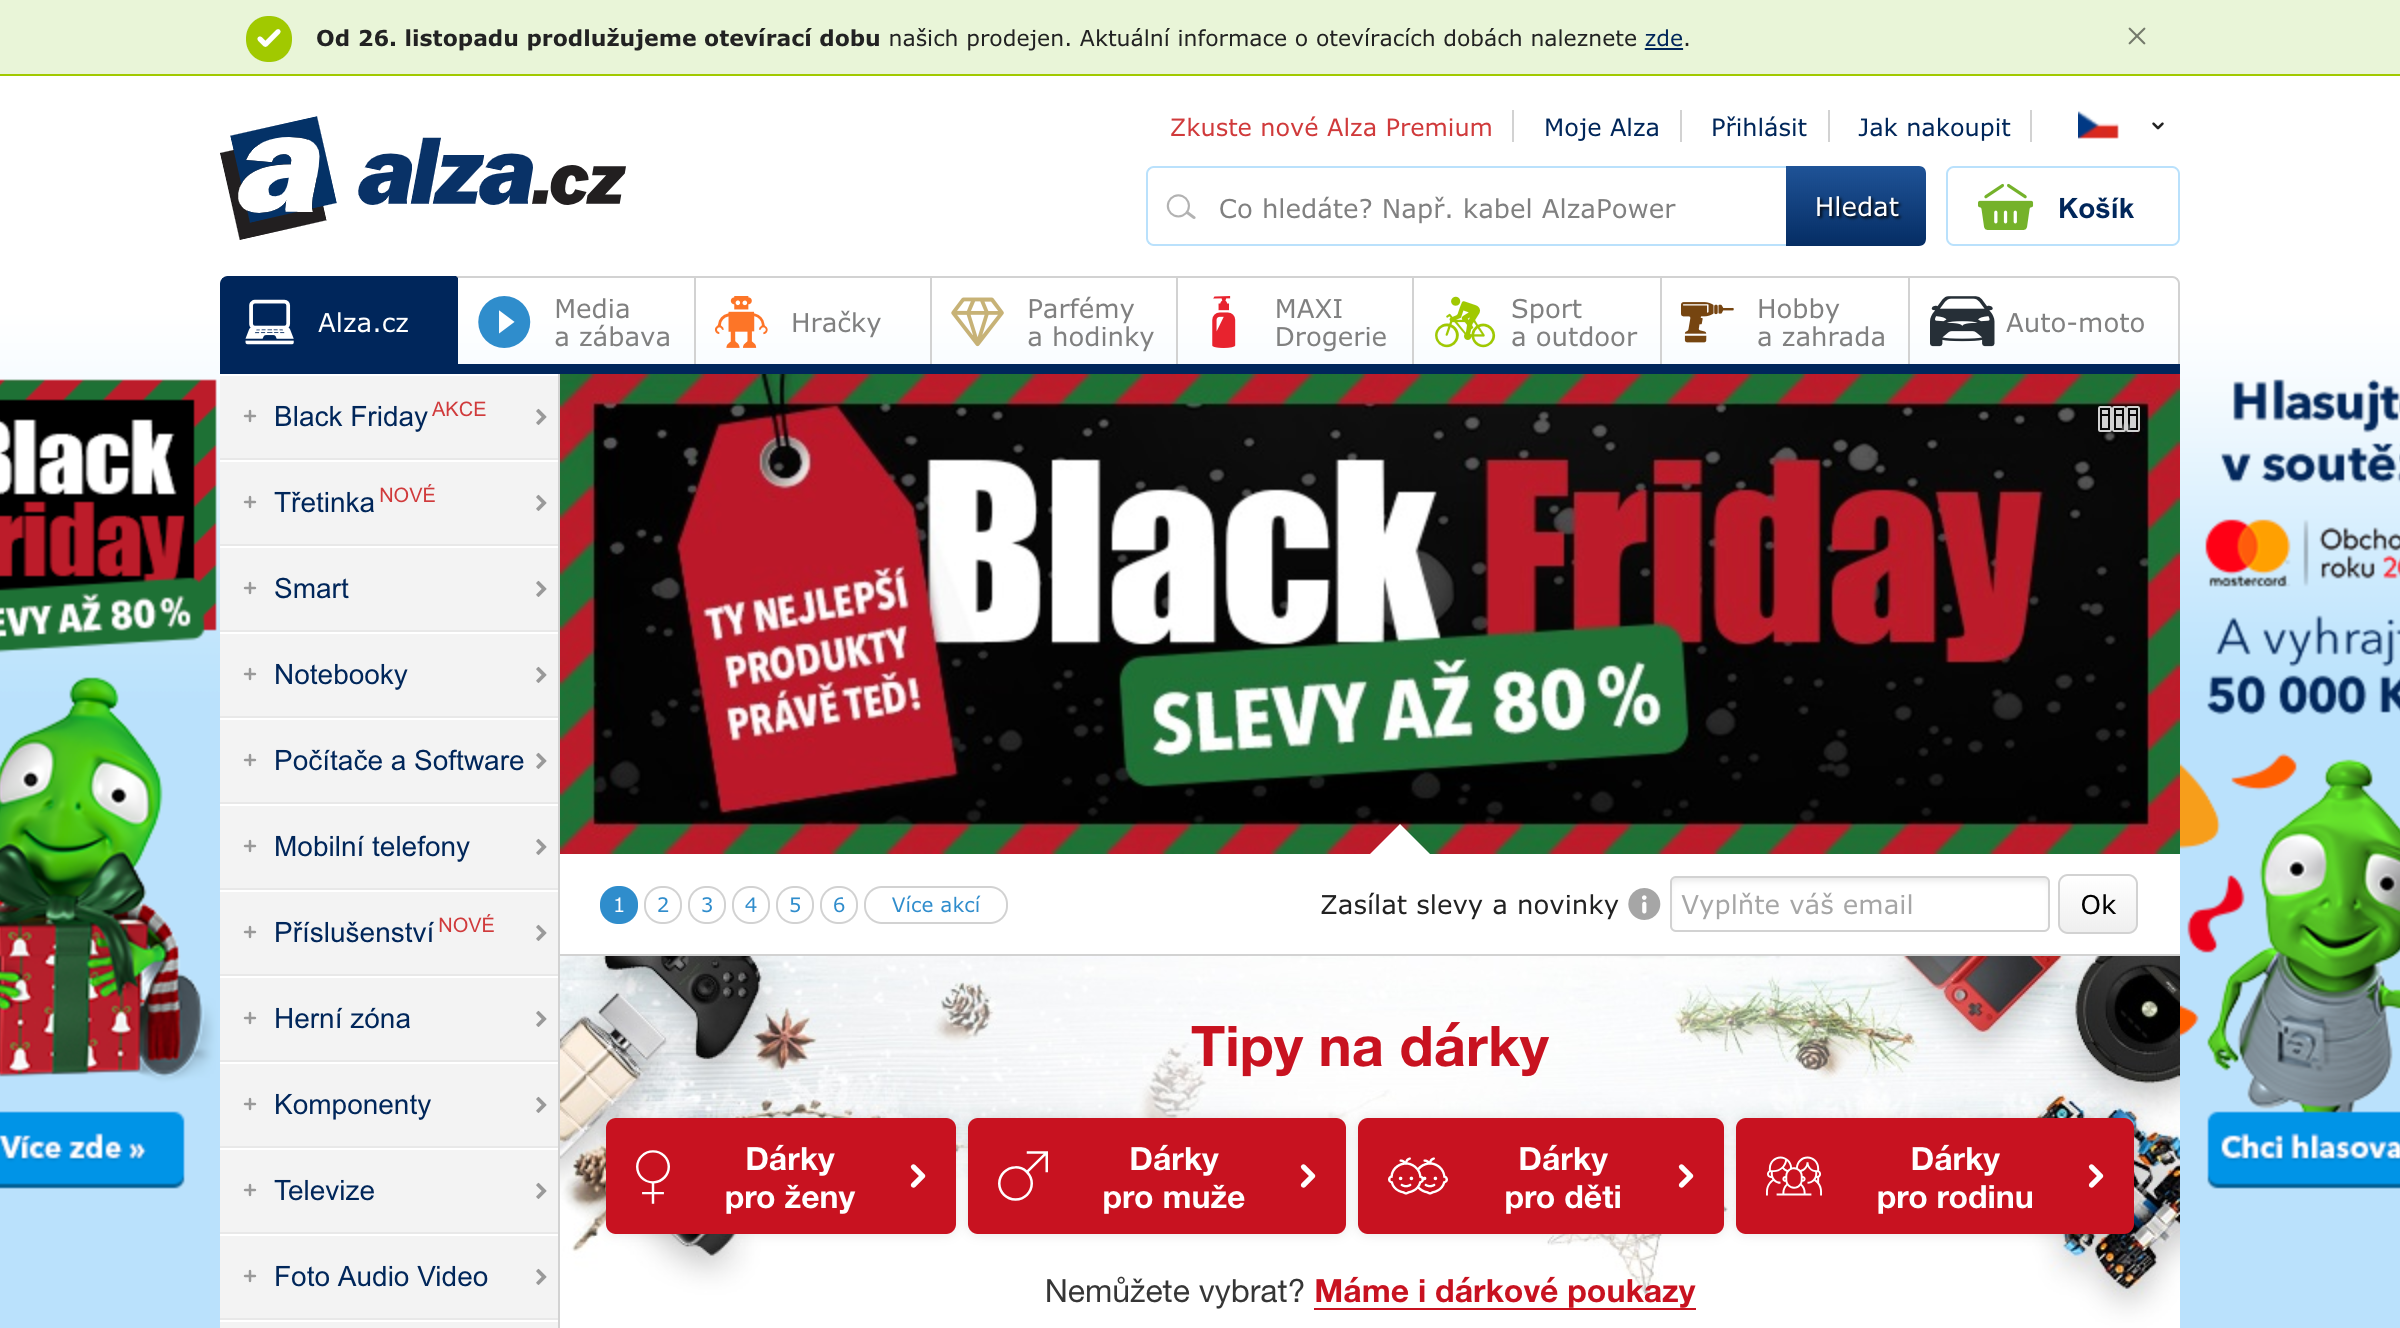 Od 26. listopadu prodlužujeme otevírací dobu našich prodejen. Aktuální informace o otevíracích dobách naleznete zde.
Zkuste nové Alza Premium
Moje Alza
Přihlásit
Jak nakoupit
a alza.cz
Co hledáte? Např. kabel AlzaPower
Hledat
Košík
Alza.cz
Media
a zábava
Hračky
Parfémy
a hodinky
MAXI
Drogerie
Sport
a outdoor
Hobby
a zahrada
Auto-moto
Black Friday AKCE
Třetinka NOVÉ
Smart
Notebooky
Počítače a Software
Mobilní telefony
Příslušenství NOVÉ
Herní zóna
Komponenty
Televize
Foto Audio Video
Black
riday
EVY AŽ 80 %
Více zde »
Black Friday
TY NEJLEPŠÍ
PRODUKTY
PRÁVĚ TEĎ!
SLEVY AŽ 80 %
1
2
3
4
5
6
Více akcí
Zasílat slevy a novinky
Vyplňte váš email
Ok
Tipy na dárky
Dárky
pro ženy
Dárky
pro muže
Dárky
pro děti
Dárky
pro rodinu
Nemůžete vybrat? Máme i dárkové poukazy
Hlasujt
v soutě
mastercard
Obcho
roku 20
A vyhraj
50 000 K
Chci hlasova